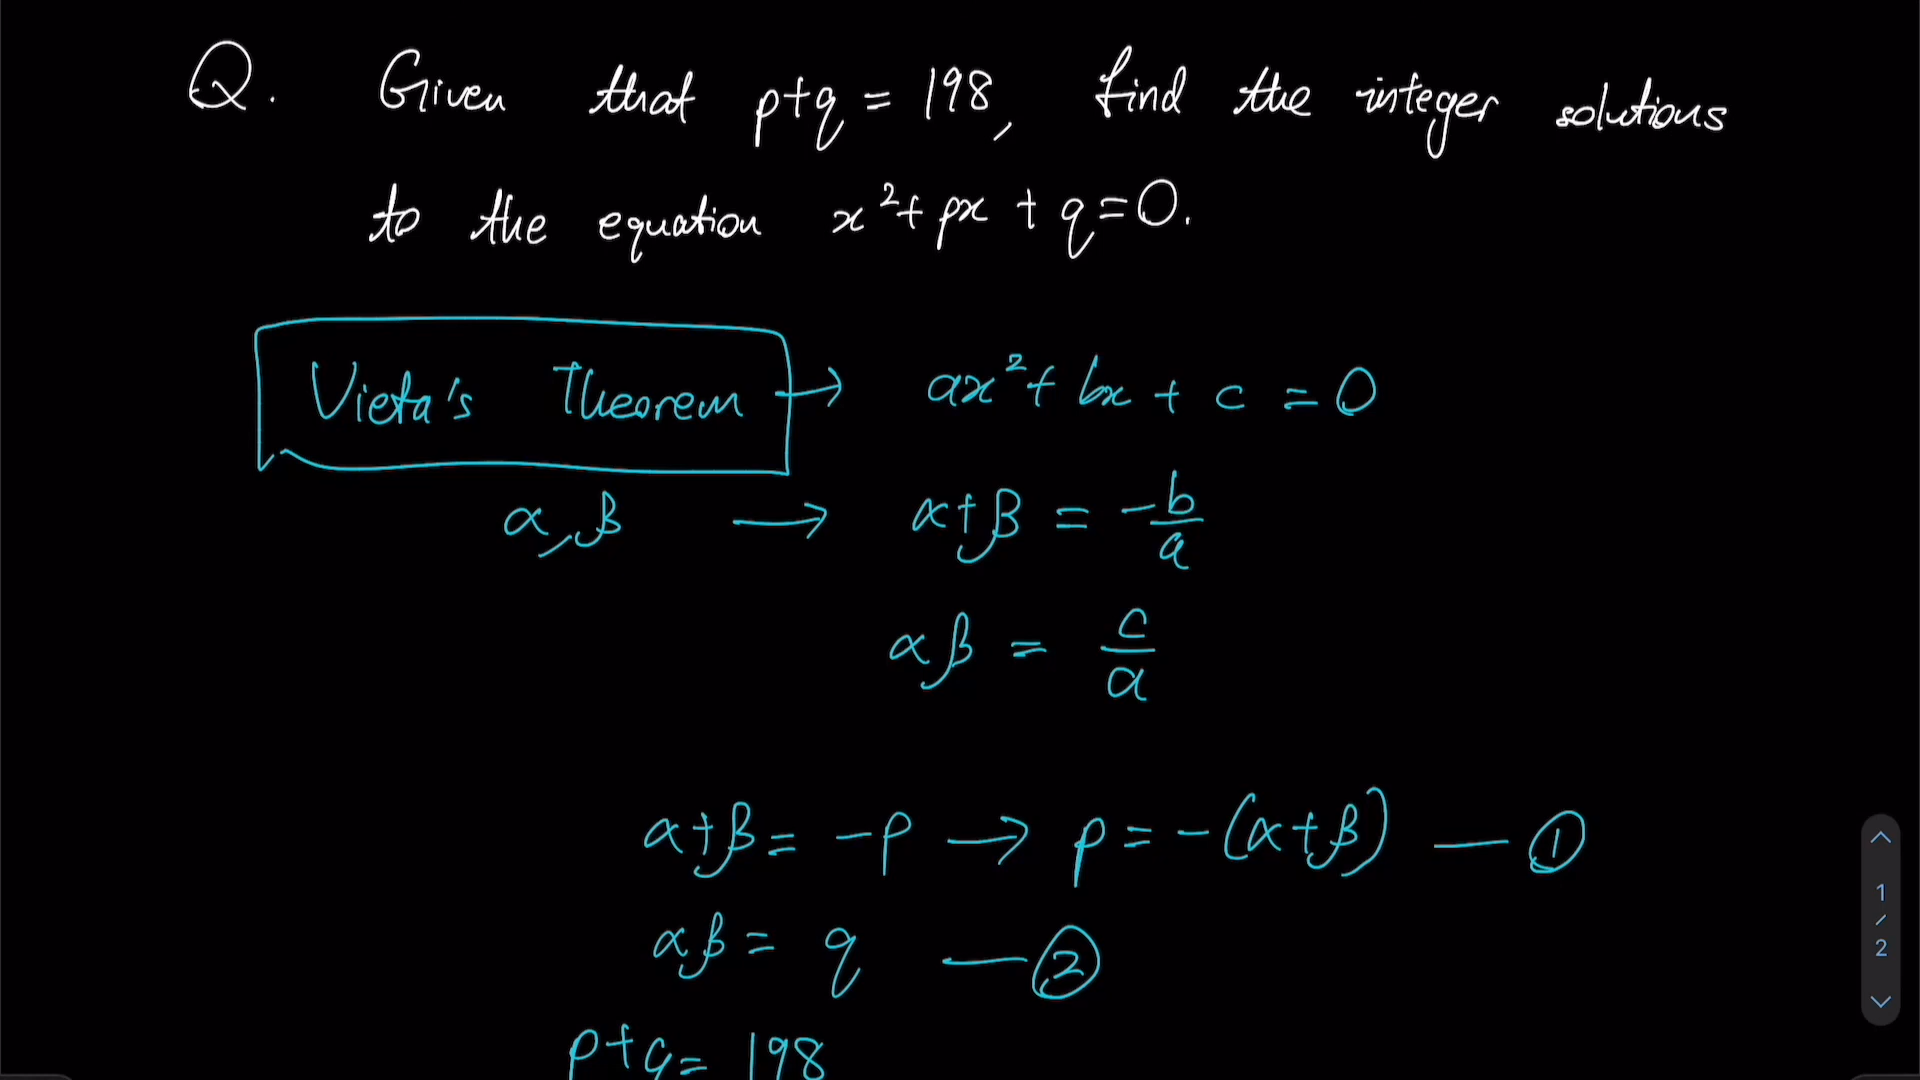 Q. Given that p+q = 198, find the integer solutions
to the equation x²+ px + q=0.
Vieta's Theorem → ax²+ bx + c = 0
α, β → α+β = -b/a
αβ = c/a
α+β = -p → p = -(α+β) — ①
αβ = q — ②
p+q = 198
1
/
2